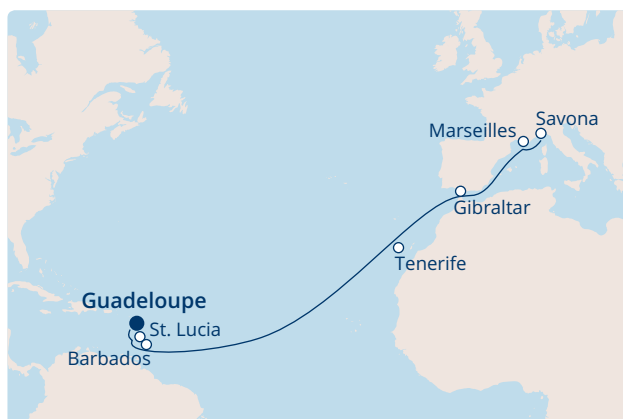 Savona
Marseilles
Gibraltar
Tenerife
Guadeloupe
St. Lucia
Barbados